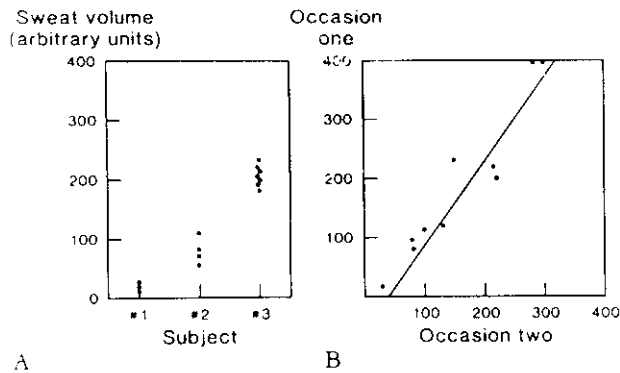 Sweat volume
(arbitrary units)
400
300
200
100
0
#1 #2 #3
Subject
A
Occasion
one
400
300
200
100
100 200 300 400
Occasion two
B